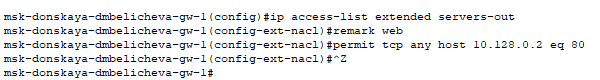 msk-donskaya-dmbelicheva-gw-1(config)#ip access-list extended servers-out
msk-donskaya-dmbelicheva-gw-1(config-ext-nacl)#remark web
msk-donskaya-dmbelicheva-gw-1(config-ext-nacl)#permit tcp any host 10.128.0.2 eq 80
msk-donskaya-dmbelicheva-gw-1(config-ext-nacl)#^Z
msk-donskaya-dmbelicheva-gw-1#